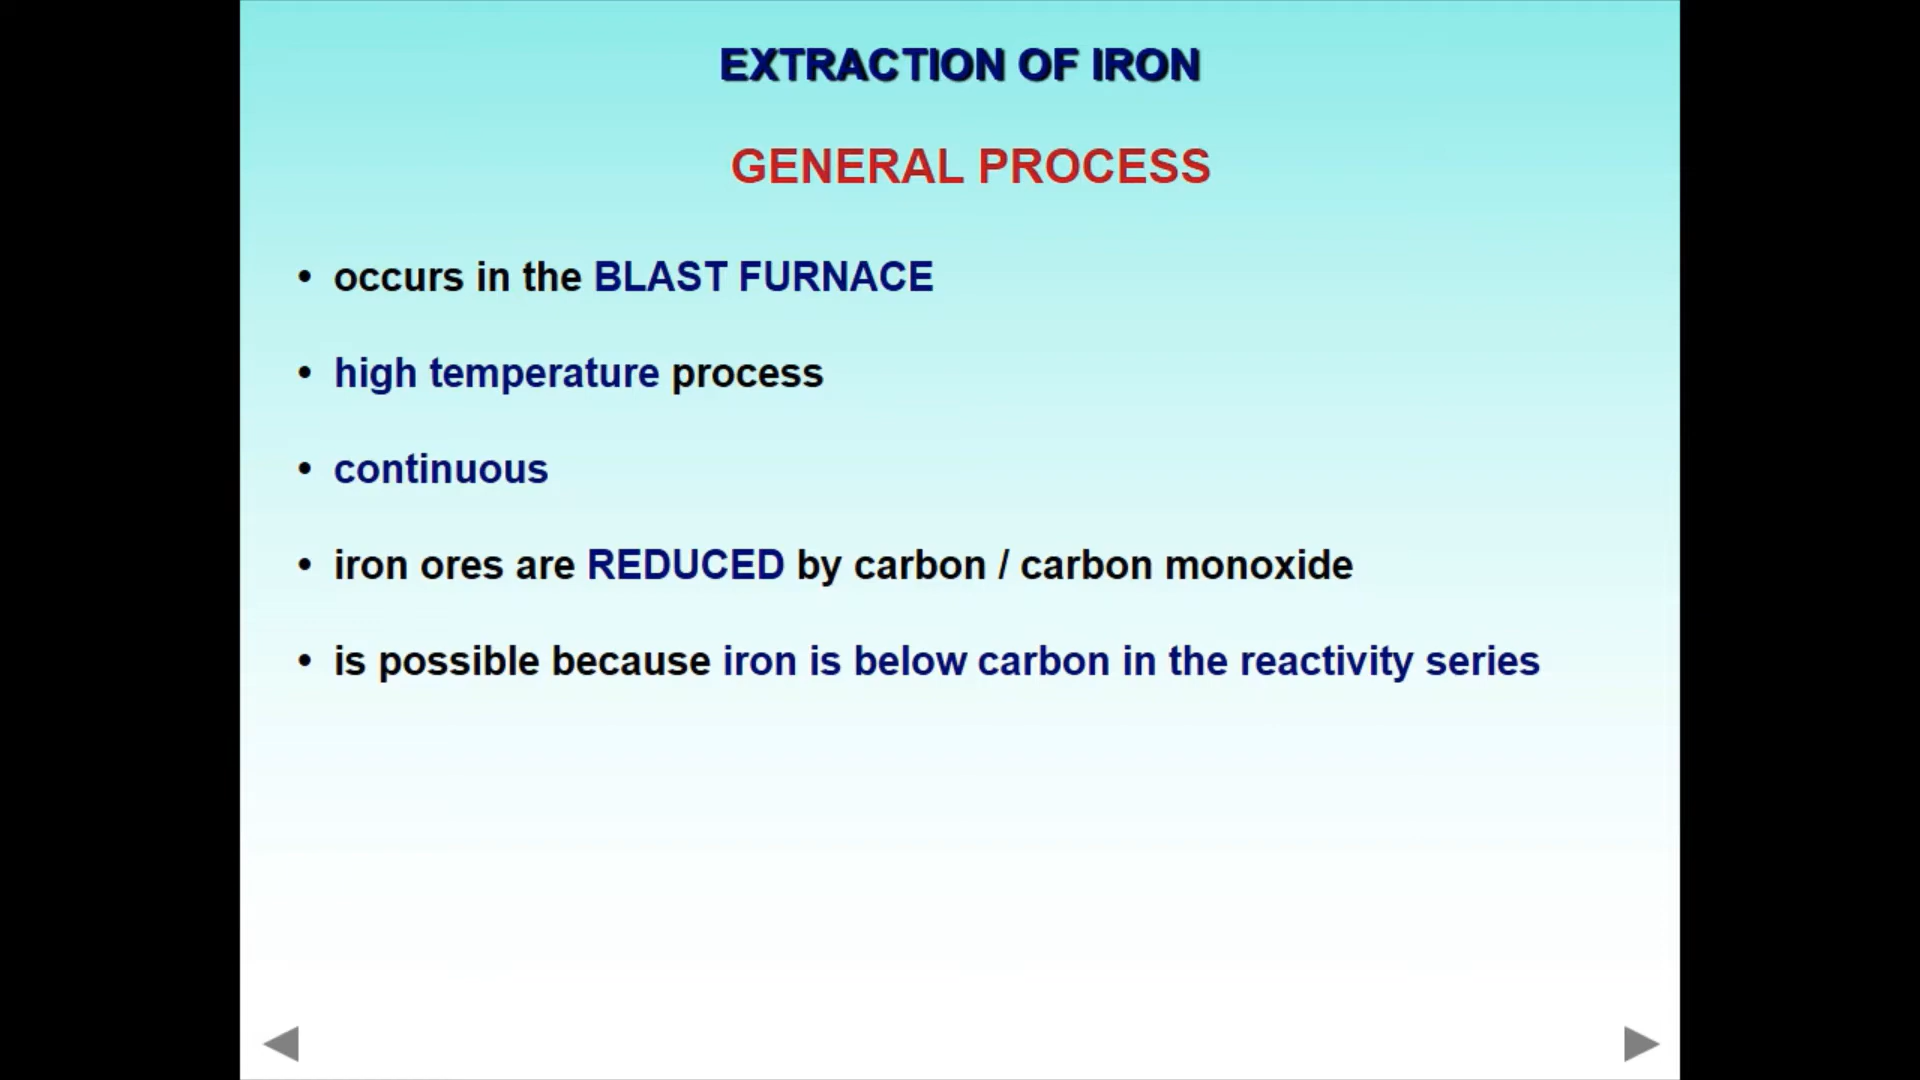 EXTRACTION OF IRON
GENERAL PROCESS
• occurs in the BLAST FURNACE
• high temperature process
• continuous
• iron ores are REDUCED by carbon / carbon monoxide
• is possible because iron is below carbon in the reactivity series